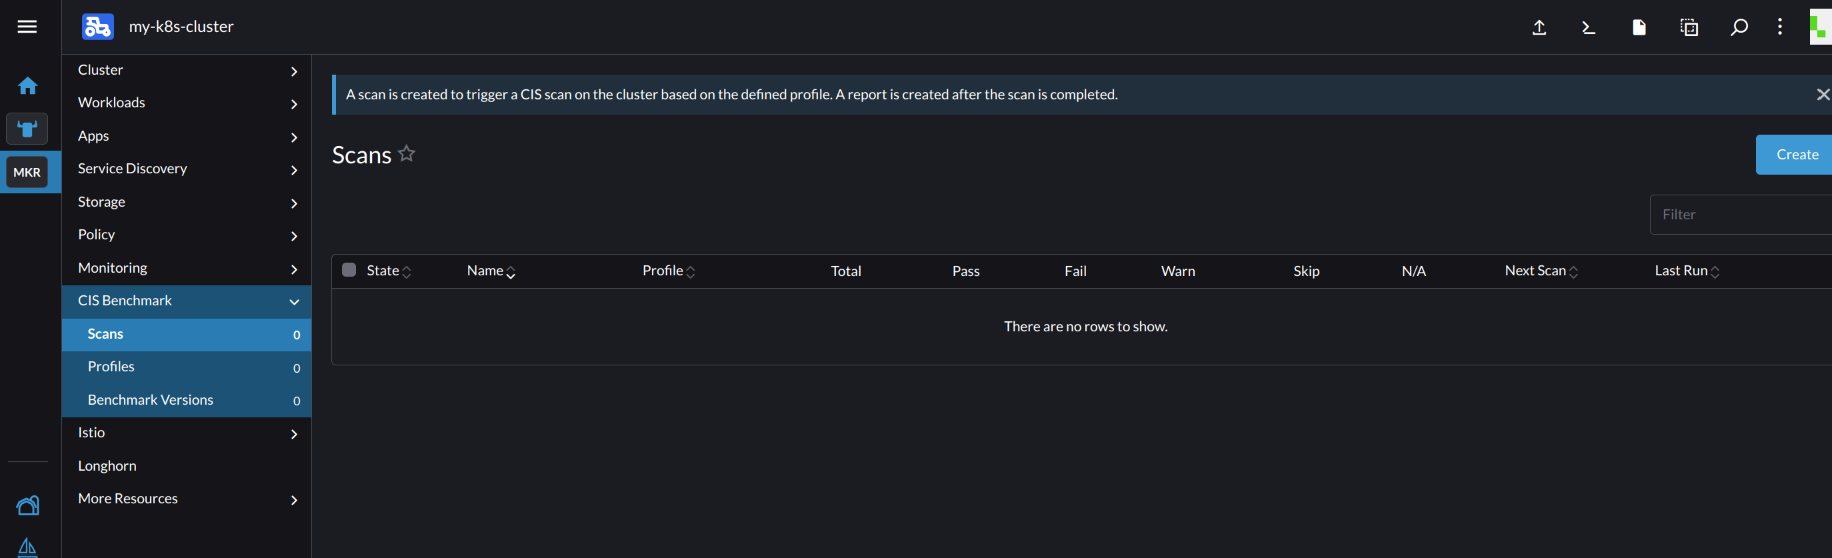 my-k8s-cluster
MKR
Cluster
Workloads
Apps
Service Discovery
Storage
Policy
Monitoring
CIS Benchmark
Scans 0
Profiles 0
Benchmark Versions 0
Istio
Longhorn
More Resources
A scan is created to trigger a CIS scan on the cluster based on the defined profile. A report is created after the scan is completed.
Scans
Create
Filter
State Name Profile Total Pass Fail Warn Skip N/A Next Scan Last Run
There are no rows to show.